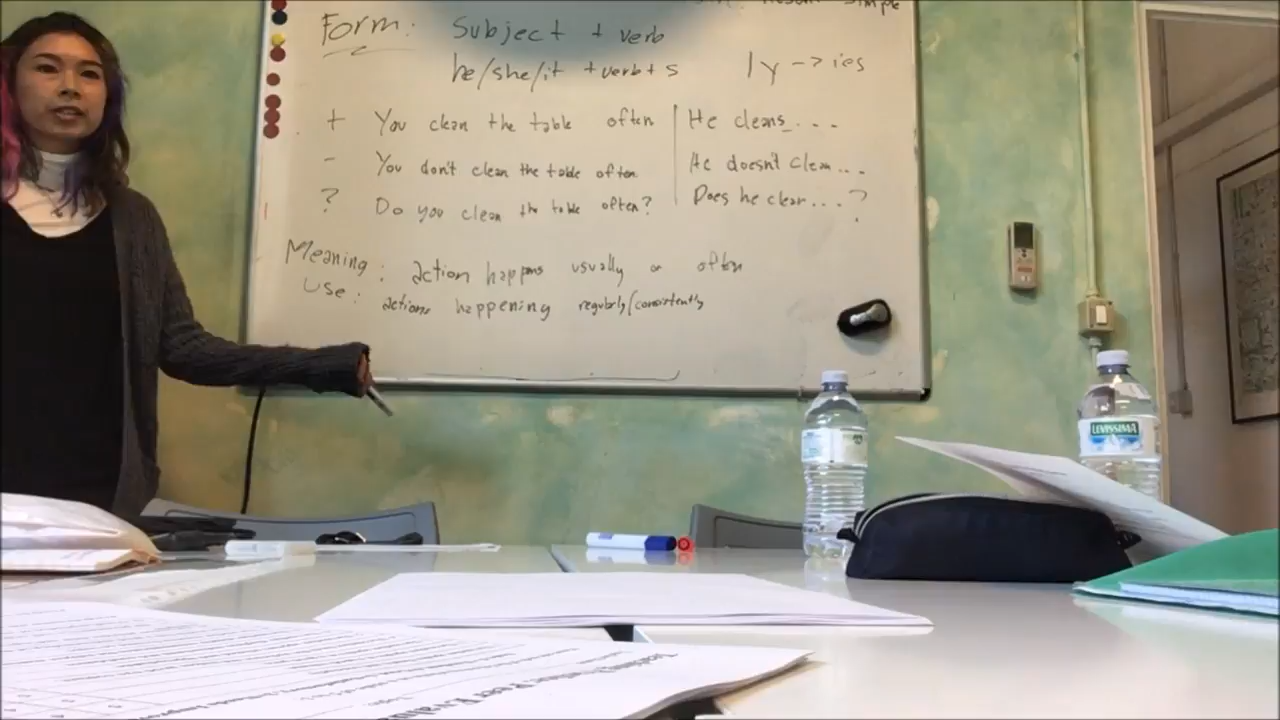 Simple
Form: Subject + verb
he/she/it + verb + s | y -> ies
+ You clean the table often | He cleans...
- You don't clean the table often | He doesn't clean...
? Do you clean the table often? | Does he clean...?
Meaning: action happens usually or often
Use: actions happening regularly/consistently
LEVISSIMA
Peer